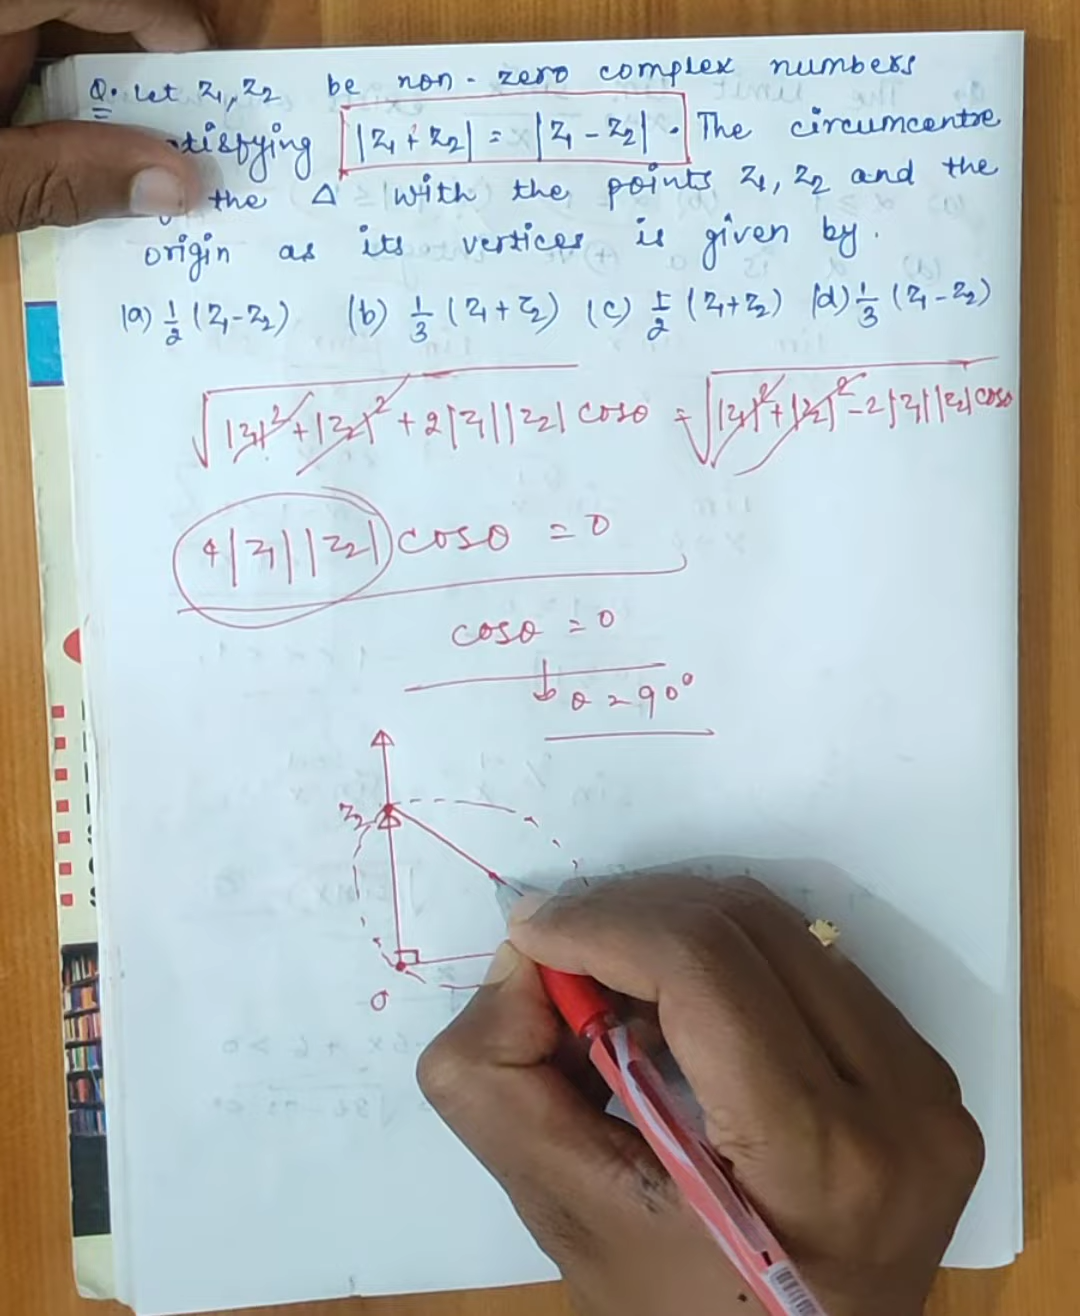 Q. Let z₁, z₂ be non-zero complex numbers
tisfying |z₁ + z₂| = |z₁ - z₂|. The circumcentre
the Δ with the points z₁, z₂ and the
origin as its vertices is given by.
(a) 1/2 (z₁-z₂) (b) 1/3 (z₁+z₂) (c) 1/2 (z₁+z₂) (d) 1/3 (z₁-z₂)
√|z₁|²+|z₂|²+2|z₁||z₂|cosθ = √|z₁|²+|z₂|²-2|z₁||z₂|cosθ
4|z₁||z₂|cosθ = 0
cosθ = 0
θ = 90°
z₂
O